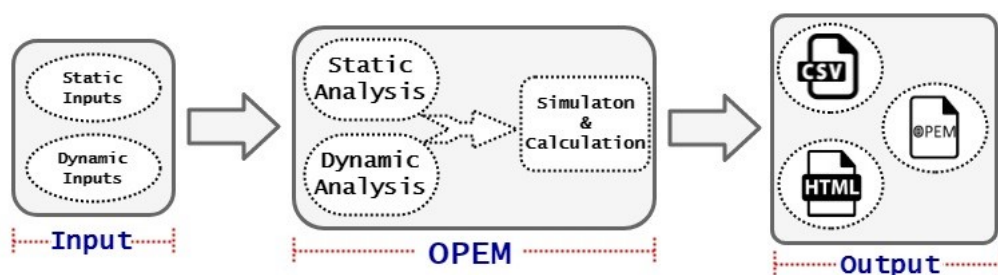 Static
Inputs
Dynamic
Inputs
Input
Static
Analysis
Dynamic
Analysis
Simulaton
&
Calculation
OPEM
CSV
OPEM
HTML
Output